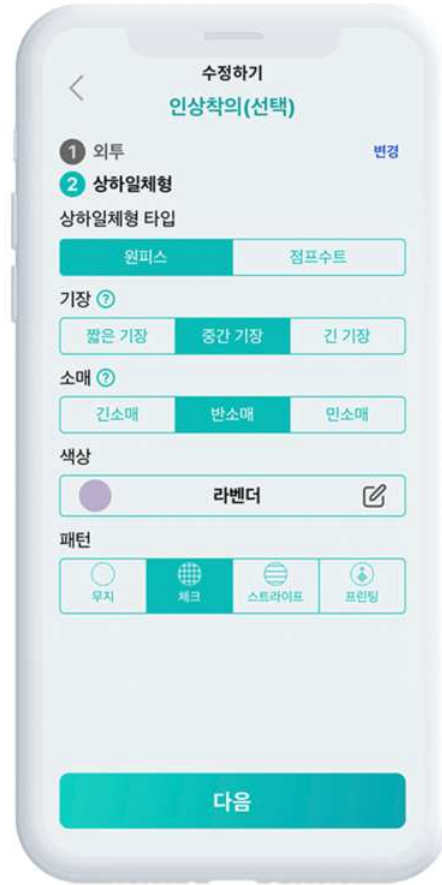 수정하기
인상착의(선택)
1 외투 변경
2 상하일체형
상하일체형 타입
원피스 점프수트
기장 ?
짧은 기장 중간 기장 긴 기장
소매 ?
긴소매 반소매 민소매
색상
라벤더
패턴
무지 체크 스트라이프 프린팅
다음